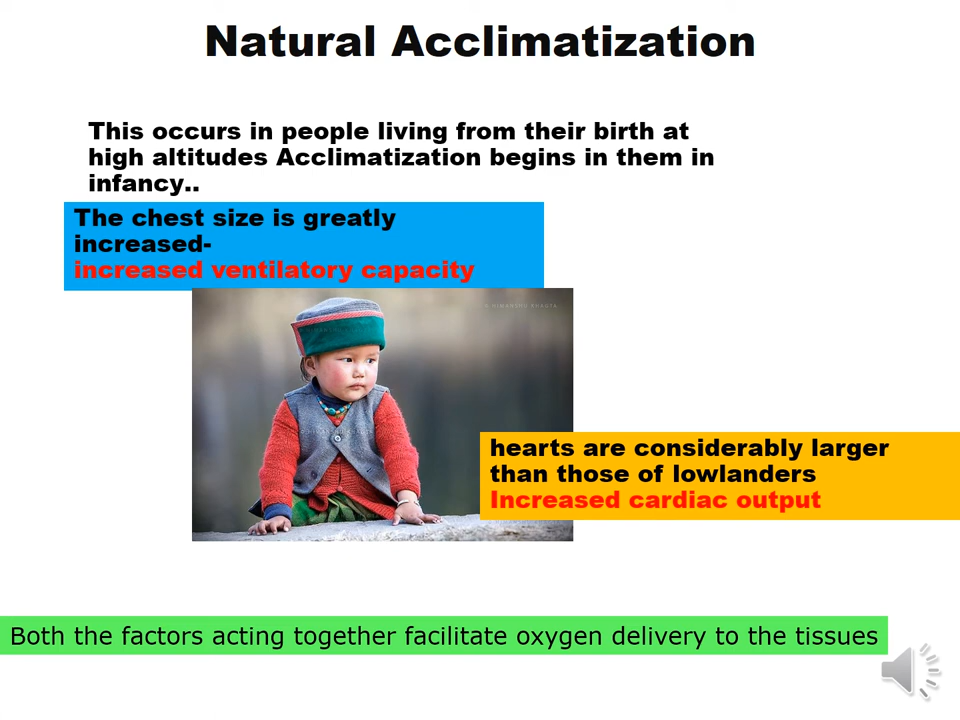 Natural Acclimatization
This occurs in people living from their birth at
high altitudes Acclimatization begins in them in
infancy..
The chest size is greatly
increased-
increased ventilatory capacity
hearts are considerably larger
than those of lowlanders
Increased cardiac output
Both the factors acting together facilitate oxygen delivery to the tissues